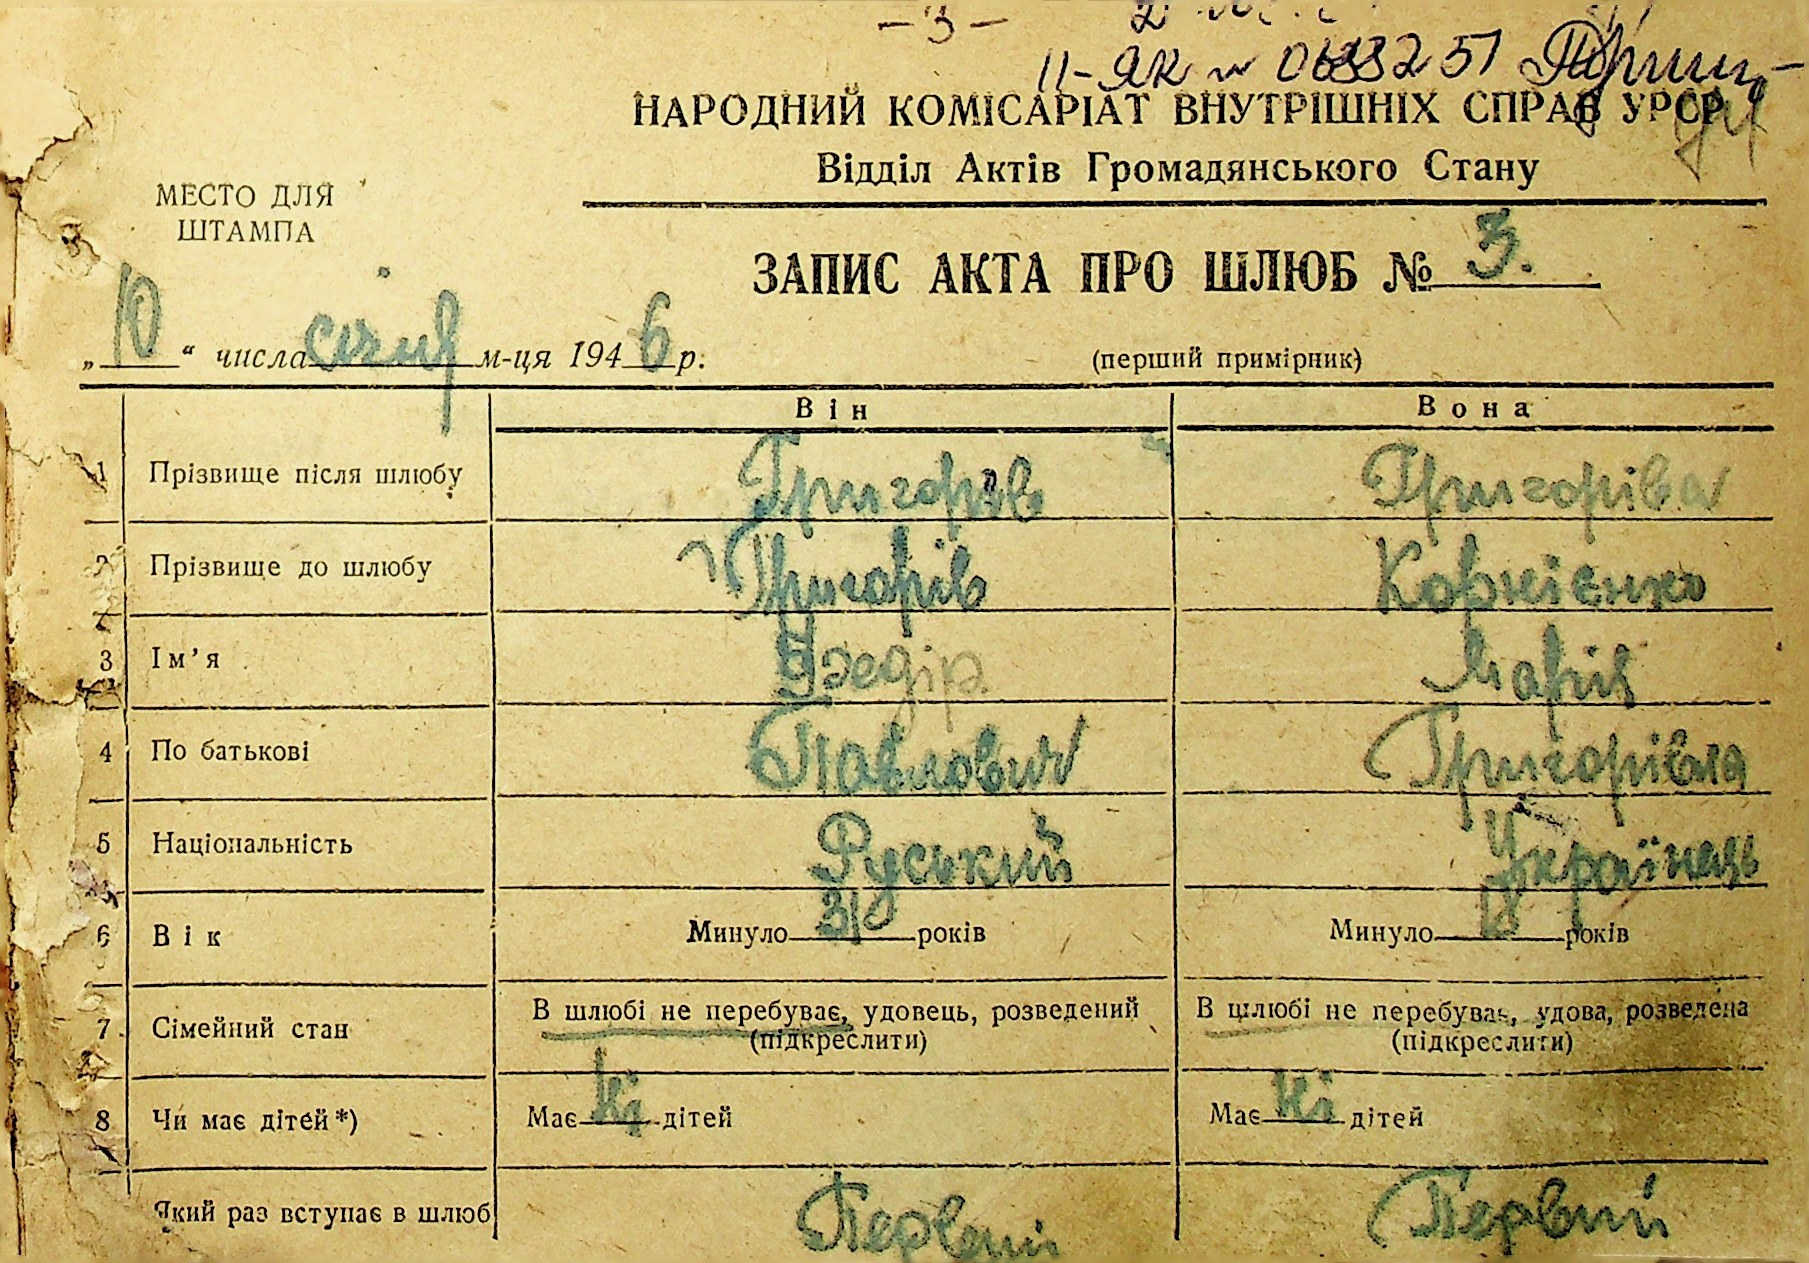 — 3 —
II-ЯК №
НАРОДНИЙ КОМІСАРІАТ ВНУТРІШНІХ СПРАВ УРСР
Відділ Актів Громадянського Стану
МЕСТО ДЛЯ
ШТАМПА
ЗАПИС АКТА ПРО ШЛЮБ № 3.
„10“ числа січня м-ця 1946 р.
(перший примірник)
Він Вона
1 Прізвище після шлюбу Григорів Григоріва
2 Прізвище до шлюбу Григорів Корнієнко
3 Ім’я Федір Марія
4 По батькові Павлович Григорівна
5 Національність Руський Українець
6 Вік Минуло 31 років Минуло 18 років
7 Сімейний стан В шлюбі не перебуває, удовець, розведений В шлюбі не перебуває, удова, розведена
(підкреслити) (підкреслити)
8 Чи має дітей*) Має ні дітей Має ні дітей
Який раз вступає в шлюб Первий Первий